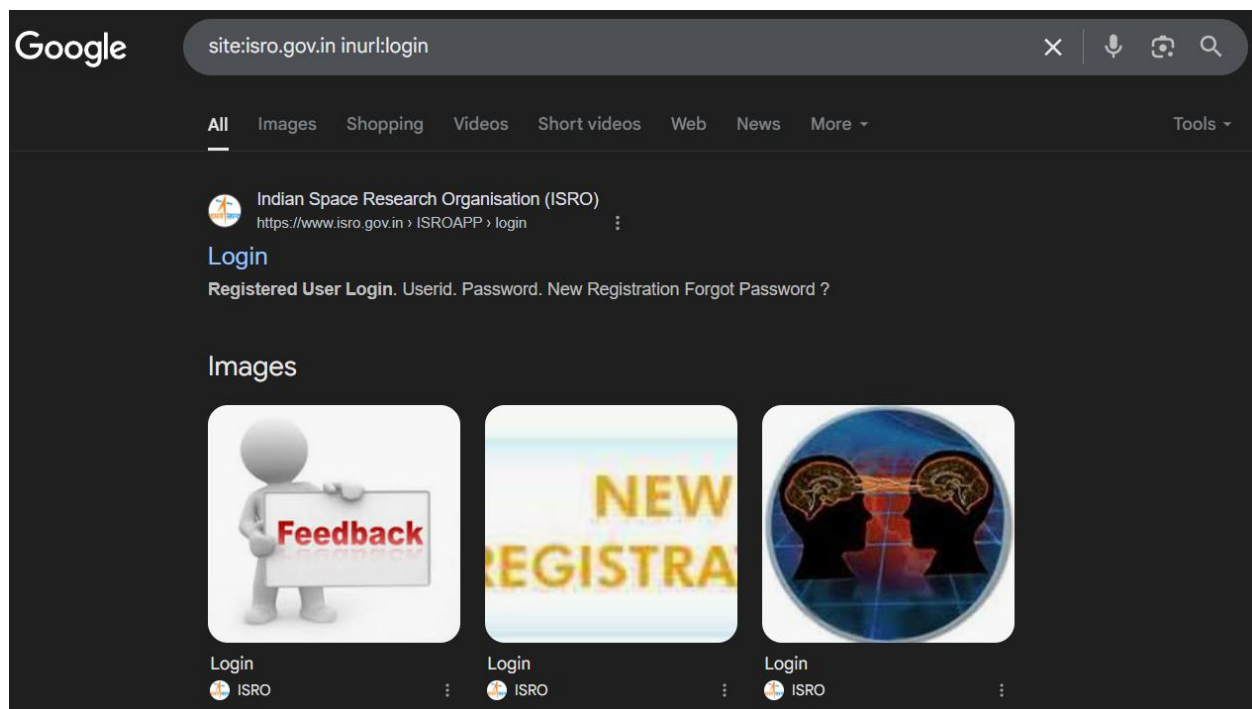 Google
site:isro.gov.in inurl:login
All Images Shopping Videos Short videos Web News More Tools
Indian Space Research Organisation (ISRO)
https://www.isro.gov.in › ISROAPP › login
Login
Registered User Login. Userid. Password. New Registration Forgot Password ?
Images
Feedback
NEW
REGISTRA
Login Login Login
ISRO ISRO ISRO